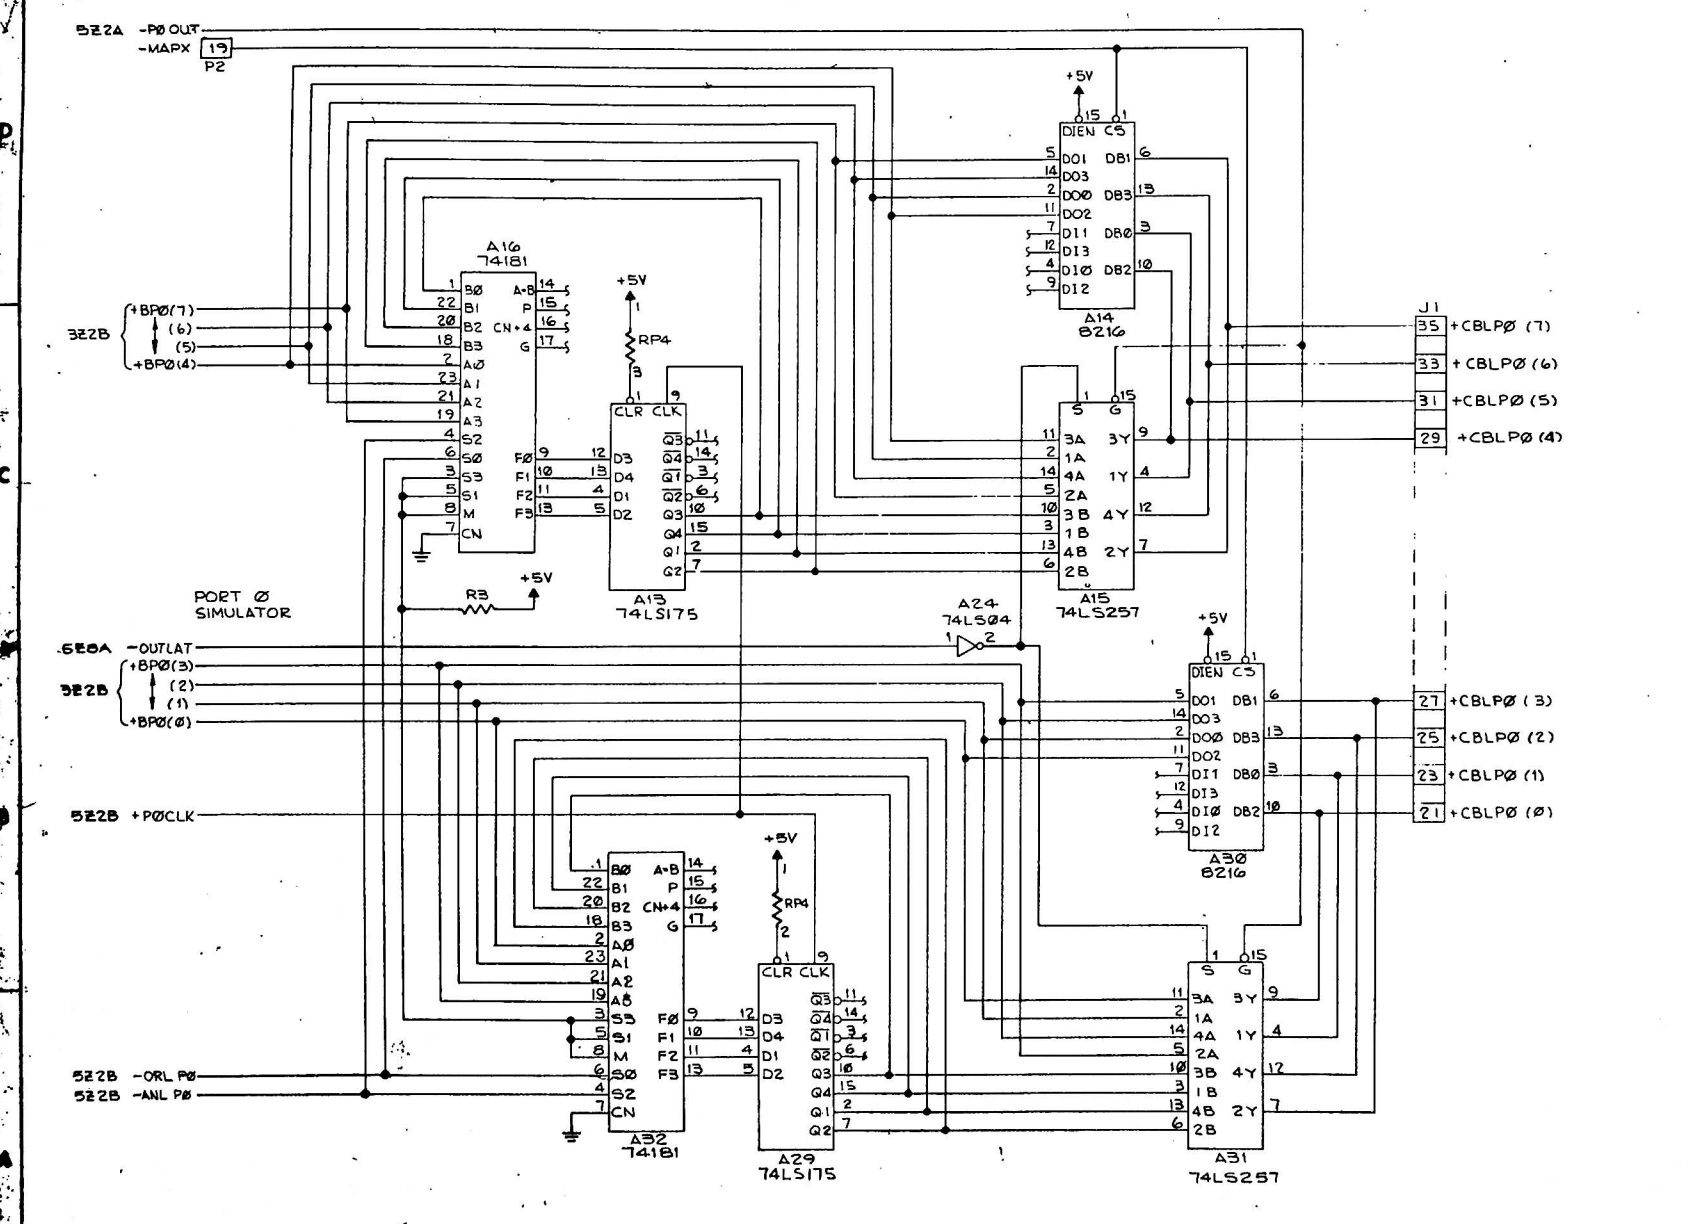 5Z2A -PØ OUT
-MAPX 19
P2
+5V
15 1
DIEN CS
5 DO1 DB1 6
14 DO3
2 DOØ DB3 13
11 DO2
7 DI1 DBØ 3
12 DI3
4 DIØ DB2 10
9 DI2
A14
8216
A16
74181
1 BØ A=B 14
22 B1 P 15
20 B2 CN+4 16
18 B3 G 17
2 AØ
23 A1
21 A2
19 A3
4 S2
6 SØ FØ 9
3 S3 F1 10
5 S1 F2 11
8 M F3 13
7 CN
3Z2B
+BPØ(7)
(6)
(5)
+BPØ(4)
+5V
1
RP4
3
1 9
CLR CLK
Q3 11
12 D3 Q4 14
13 D4 Q1 3
4 D1 Q2 6
5 D2 Q3 10
Q4 15
Q1 2
Q2 7
A13
74LS175
J1
35 +CBLPØ (7)
33 +CBLPØ (6)
31 +CBLPØ (5)
29 +CBLPØ (4)
1 15
S G
11 3A 3Y 9
2 1A
14 4A 1Y 4
5 2A
10 3B 4Y 12
3 1B
13 4B 2Y 7
6 2B
A15
74LS257
R3
+5V
PORT Ø
SIMULATOR
A24
74LS04
1 2
-OUTLAT
3Z2B
+BPØ(3)
(2)
(1)
+BPØ(Ø)
+5V
15 1
DIEN CS
5 DO1 DB1 6
14 DO3
2 DOØ DB3 13
11 DO2
7 DI1 DBØ 3
12 DI3
4 DIØ DB2 10
9 DI2
A30
8216
27 +CBLPØ (3)
25 +CBLPØ (2)
23 +CBLPØ (1)
21 +CBLPØ (Ø)
5Z2B +PØCLK
+5V
1
RP4
2
1 BØ A=B 14
22 B1 P 15
20 B2 CN+4 16
18 B3 G 17
2 AØ
23 A1
21 A2
19 A3
3 S3 FØ 9
5 S1 F1 10
8 M F2 11
6 SØ F3 13
4 S2
7 CN
A32
74181
1 9
CLR CLK
Q3 11
12 D3 Q4 14
13 D4 Q1 3
4 D1 Q2 6
5 D2 Q3 10
Q4 15
Q1 2
Q2 7
A29
74LS175
1 15
S G
11 3A 3Y 9
2 1A
14 4A 1Y 4
5 2A
10 3B 4Y 12
3 1B
13 4B 2Y 7
6 2B
A31
74LS257
5Z2B -ORL PØ
5Z2B -ANL PØ
D
C
A